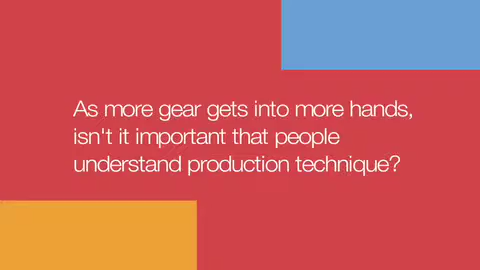 As more gear gets into more hands,
isn't it important that people
understand production technique?